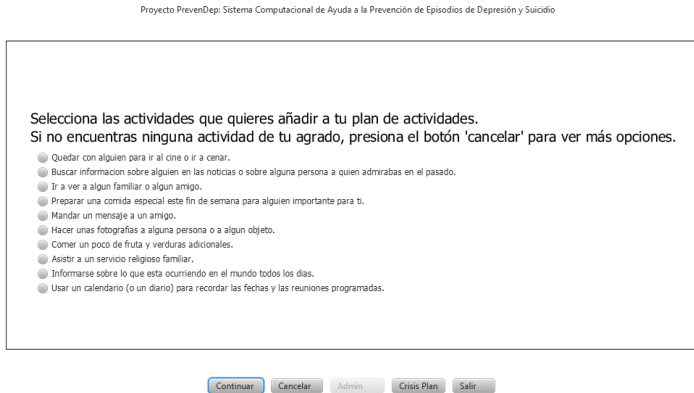 Proyecto PrevenDep: Sistema Computacional de Ayuda a la Prevención de Episodios de Depresión y Suicidio
Selecciona las actividades que quieres añadir a tu plan de actividades.
Si no encuentras ninguna actividad de tu agrado, presiona el botón 'cancelar' para ver más opciones.
Quedar con alguien para ir al cine o ir a cenar.
Buscar informacion sobre alguien en las noticias o sobre alguna persona a quien admirabas en el pasado.
Ir a ver a algun familiar o algun amigo.
Preparar una comida especial este fin de semana para alguien importante para ti.
Mandar un mensaje a un amigo.
Hacer unas fotografias a alguna persona o a algun objeto.
Comer un poco de fruta y verduras adicionales.
Asistir a un servicio religioso familiar.
Informarse sobre lo que esta ocurriendo en el mundo todos los dias.
Usar un calendario (o un diario) para recordar las fechas y las reuniones programadas.
Continuar Cancelar Admin Crisis Plan Salir